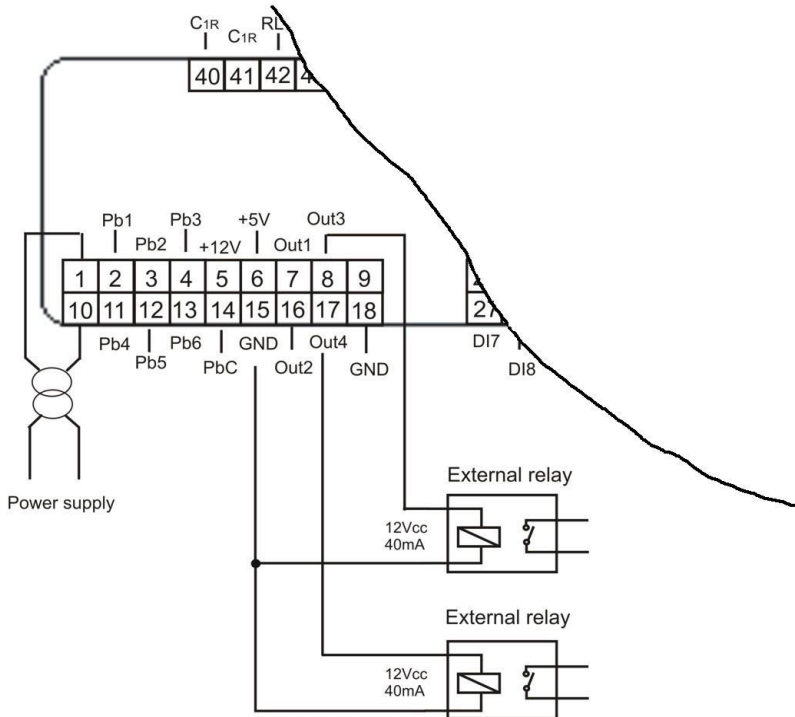 C1R C1R RL
40 41 42 4
Pb1 Pb3 +5V Out3
Pb2 +12V Out1
1 2 3 4 5 6 7 8 9
10 11 12 13 14 15 16 17 18 27
Pb4 Pb6 GND Out4 DI7
Pb5 PbC Out2 GND DI8
Power supply
External relay
12Vcc
40mA
External relay
12Vcc
40mA